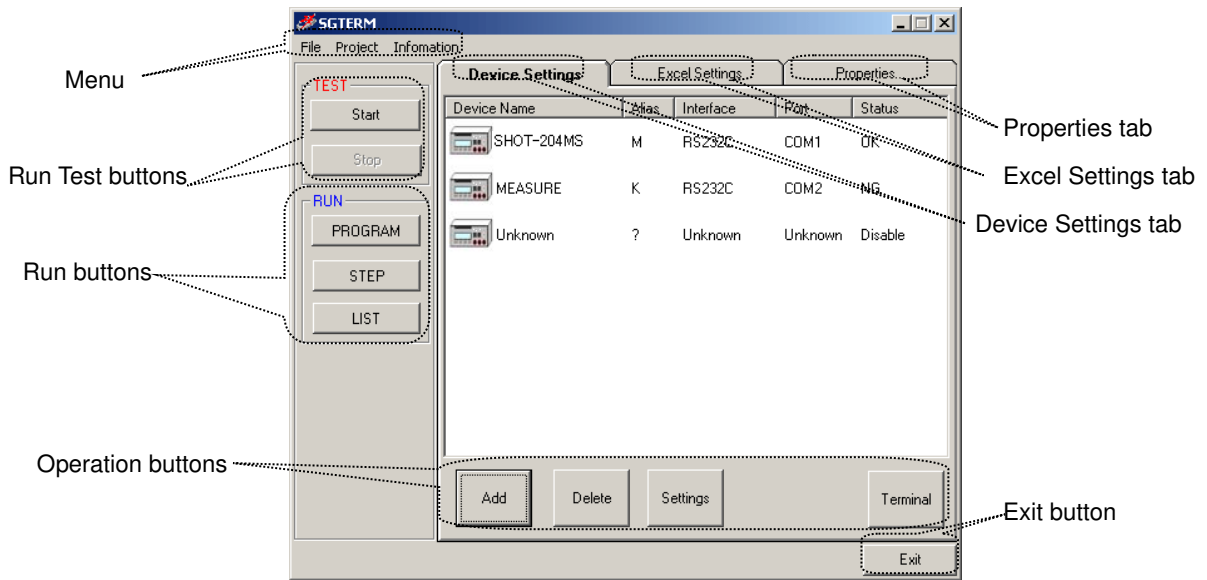 SGTERM
File Project Infomation
Menu
TEST
Start
Stop
Run Test buttons
RUN
PROGRAM
STEP
LIST
Run buttons
Device Settings
Excel Settings
Properties
Device Name Alias Interface Port Status
SHOT-204MS M RS232C COM1 OK
MEASURE K RS232C COM2 NG
Unknown ? Unknown Unknown Disable
Properties tab
Excel Settings tab
Device Settings tab
Operation buttons
Add Delete Settings Terminal
Exit button
Exit